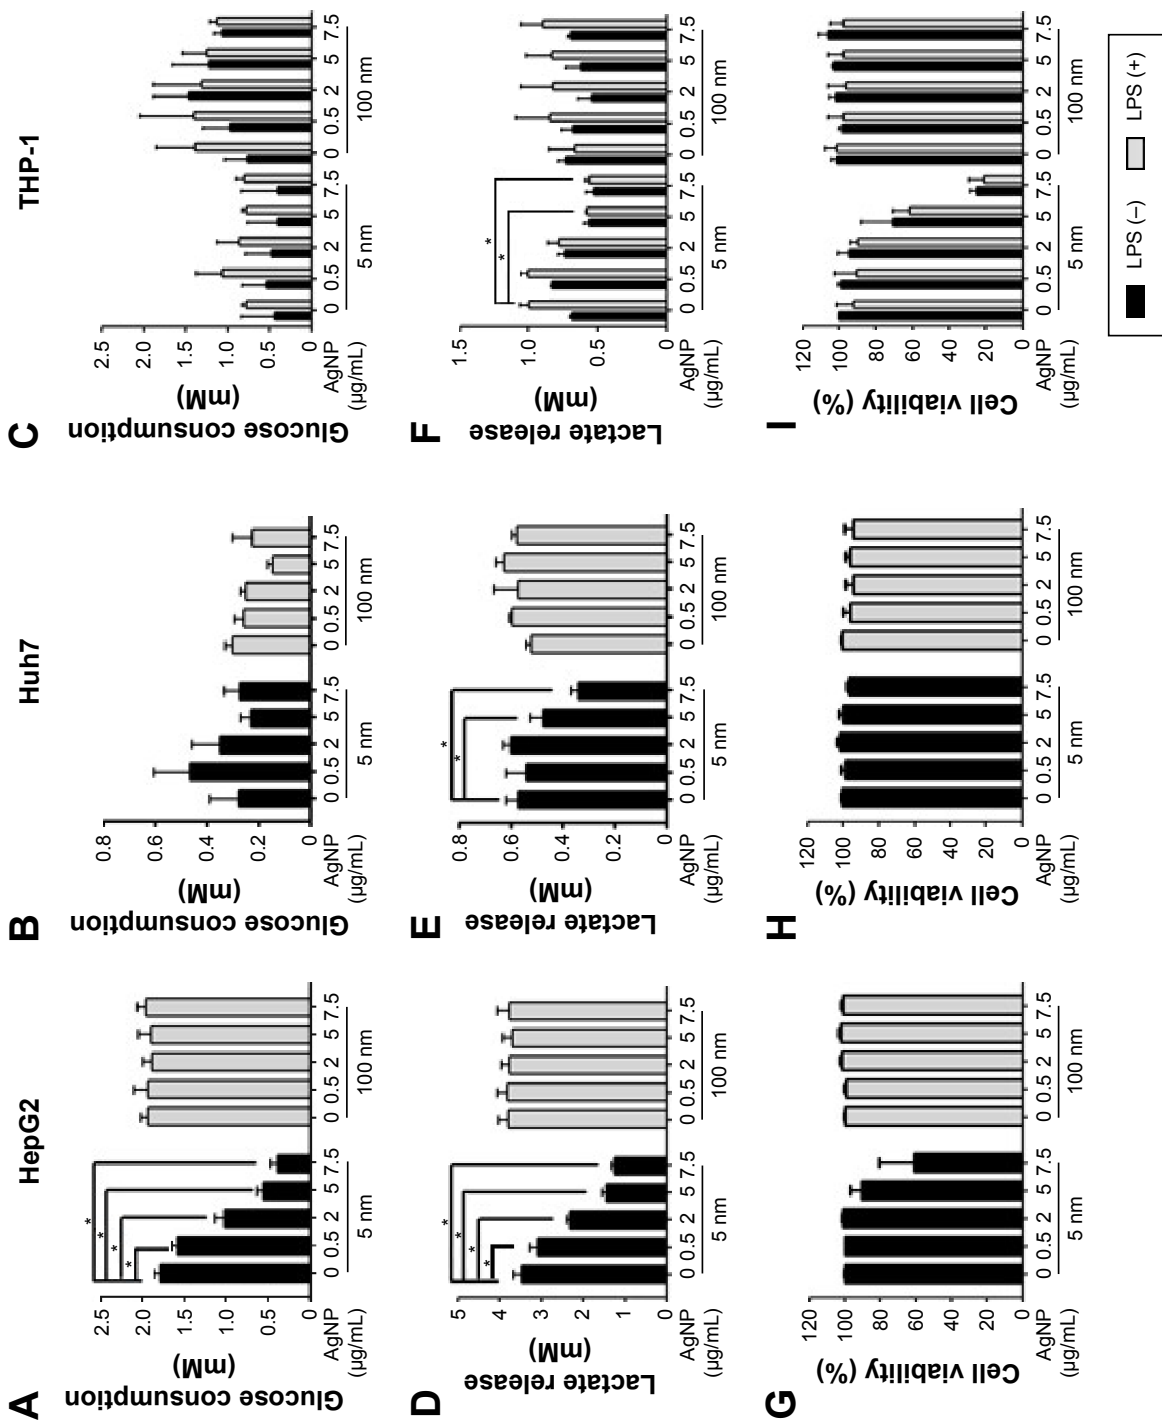 HepG2
Huh7
THP-1
A
Glucose consumption
(mM)
2.5
2.0
1.5
1.0
0.5
0
AgNP
(µg/mL)
0 0.5 2 5 7.5 0 0.5 2 5 7.5
5 nm 100 nm
* * * *
B
Glucose consumption
(mM)
0.8
0.6
0.4
0.2
0
AgNP
(µg/mL)
0 0.5 2 5 7.5 0 0.5 2 5 7.5
5 nm 100 nm
C
Glucose consumption
(mM)
2.5
2.0
1.5
1.0
0.5
0
AgNP
(µg/mL)
0 0.5 2 5 7.5 0 0.5 2 5 7.5
5 nm 100 nm
D
Lactate release
(mM)
5
4
3
2
1
0
AgNP
(µg/mL)
0 0.5 2 5 7.5 0 0.5 2 5 7.5
5 nm 100 nm
* * * *
E
Lactate release
(mM)
0.8
0.6
0.4
0.2
0
AgNP
(µg/mL)
0 0.5 2 5 7.5 0 0.5 2 5 7.5
5 nm 100 nm
* *
F
Lactate release
(mM)
1.5
1.0
0.5
0
AgNP
(µg/mL)
0 0.5 2 5 7.5 0 0.5 2 5 7.5
5 nm 100 nm
* *
G
Cell viability (%)
120
100
80
60
40
20
0
AgNP
(µg/mL)
0 0.5 2 5 7.5 0 0.5 2 5 7.5
5 nm 100 nm
H
Cell viability (%)
120
100
80
60
40
20
0
AgNP
(µg/mL)
0 0.5 2 5 7.5 0 0.5 2 5 7.5
5 nm 100 nm
I
Cell viability (%)
120
100
80
60
40
20
0
AgNP
(µg/mL)
0 0.5 2 5 7.5 0 0.5 2 5 7.5
5 nm 100 nm
LPS (–) LPS (+)